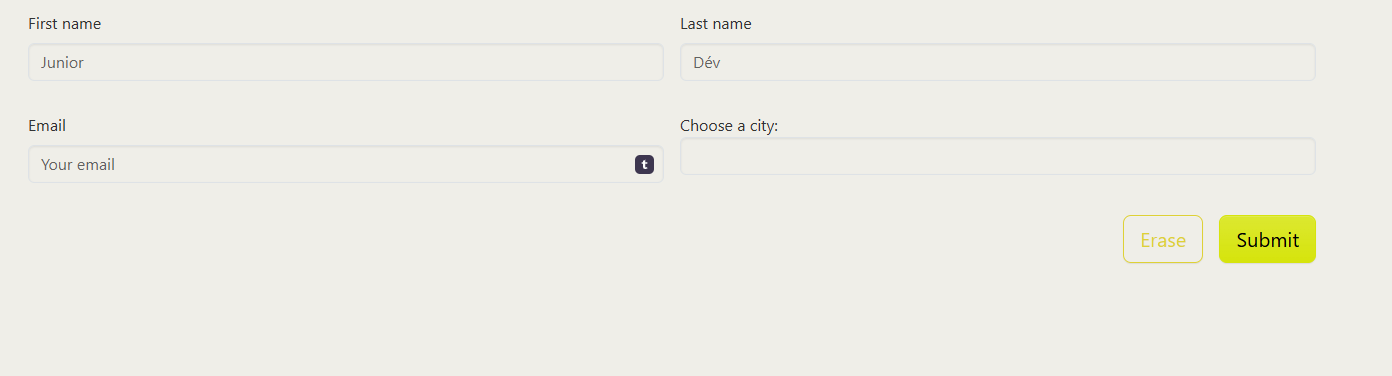 First name
Last name
Junior
Dév
Email
Choose a city:
Your email
t
Erase
Submit